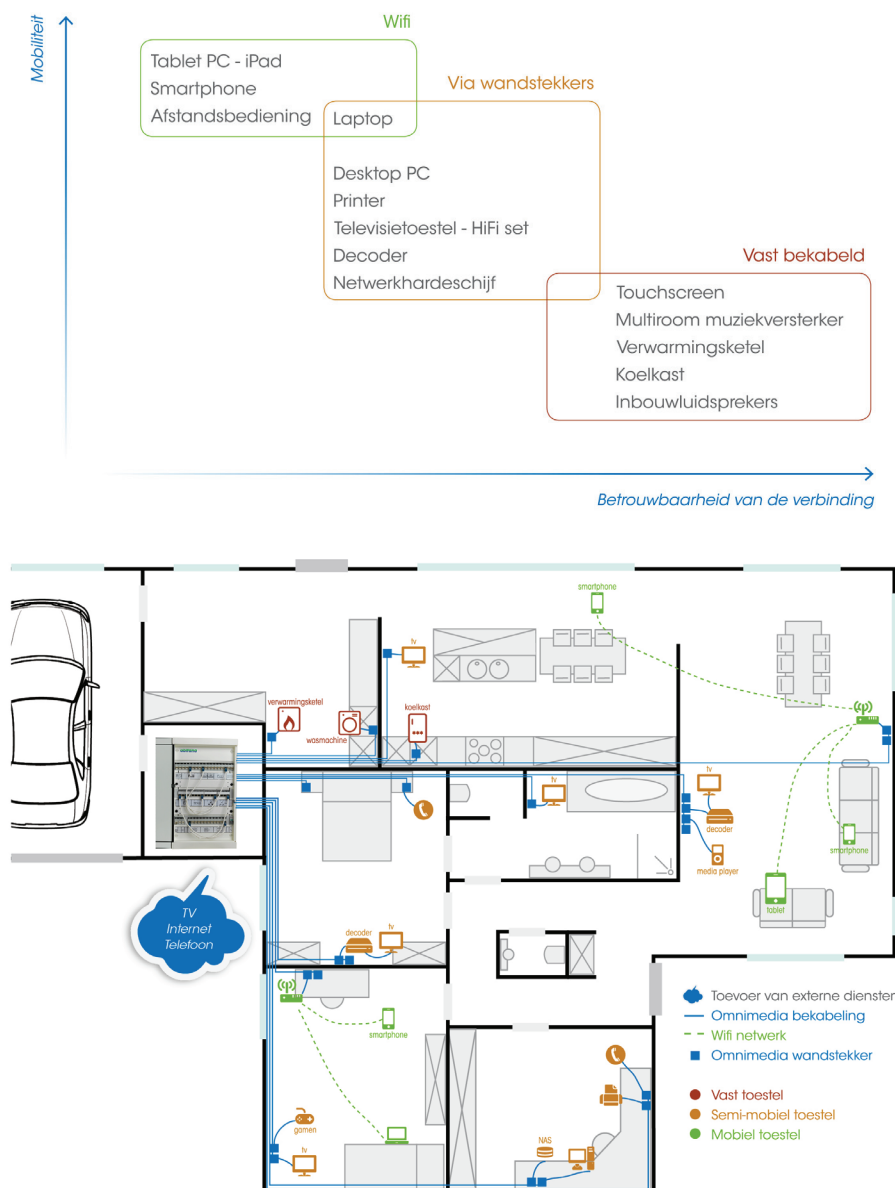 Mobiliteit
Wifi
Tablet PC - iPad
Smartphone
Afstandsbediening
Via wandstekkers
Laptop
Desktop PC
Printer
Televisietoestel - HiFi set
Decoder
Netwerkhardeschijf
Vast bekabeld
Touchscreen
Multiroom muziekversterker
Verwarmingsketel
Koelkast
Inbouwluidsprekers
Betrouwbaarheid van de verbinding
smartphone
tv
verwarmingsketel
wasmachine
koelkast
tv
tv
decoder
media player
smartphone
tablet
TV
Internet
Telefoon
decoder
tv
smartphone
gamen
tv
NAS
Toevoer van externe diensten
Omnimedia bekabeling
Wifi netwerk
Omnimedia wandstekker
Vast toestel
Semi-mobiel toestel
Mobiel toestel